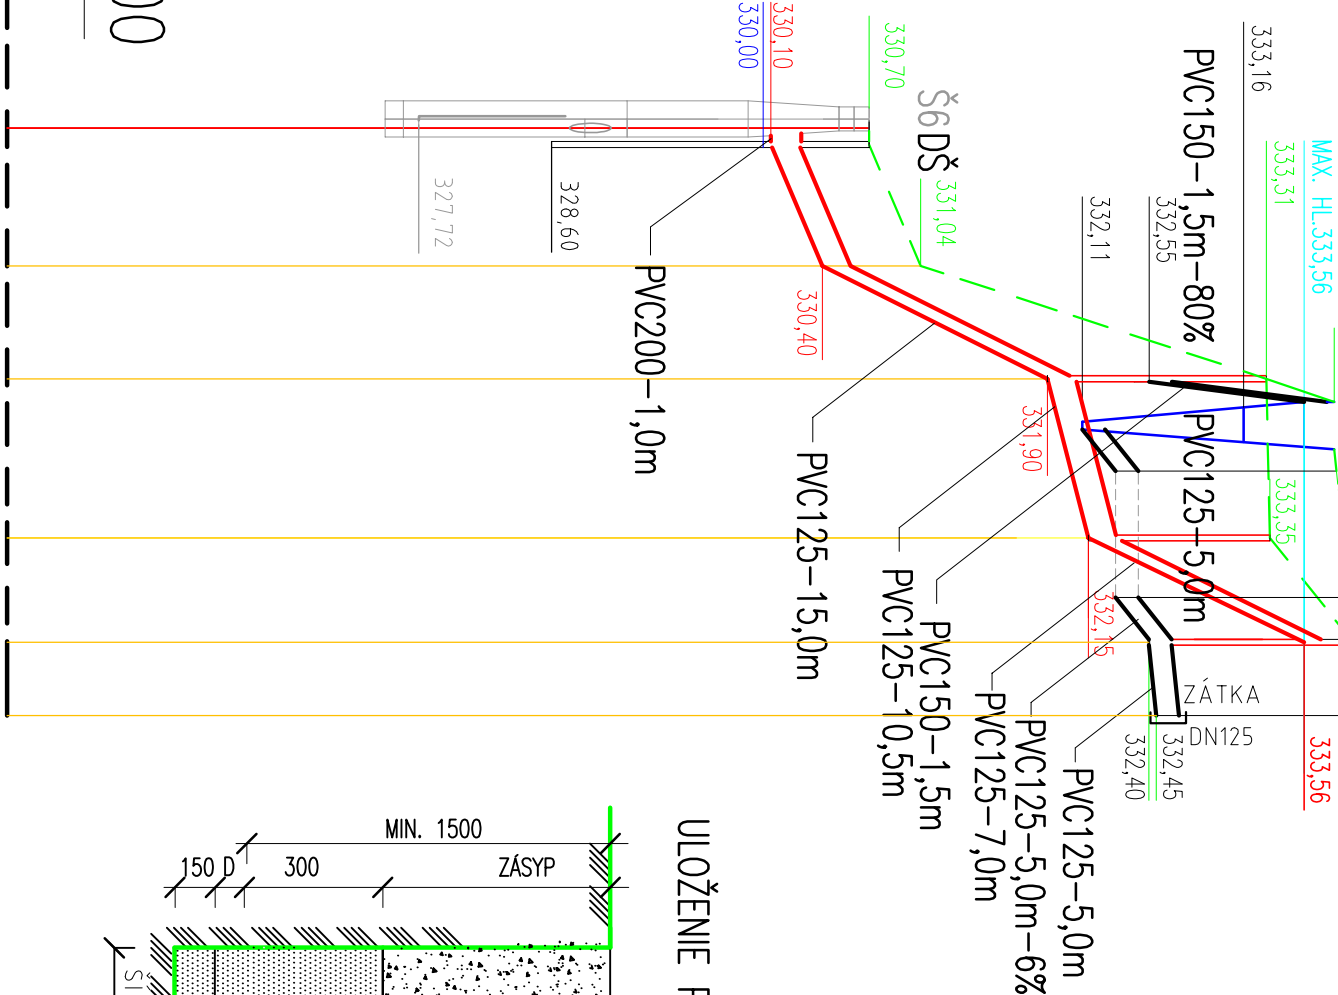 00
330,00
330,10
330,70
Š6 DŠ
331,04
333,16
PVC150-1,5m-80%
333,31
MAX. HL.333,56
332,55
332,11
327,72
328,60
PVC200-1,0m
330,40
331,90
PVC125-5,0m
333,35
PVC125-15,0m
PVC125-10,5m
PVC150-1,5m
332,15
PVC125-7,0m
PVC125-5,0m-6%
PVC125-5,0m
ZÁTKA
DN125
332,40
332,45
333,56
ULOŽENIE
MIN. 1500
150 D 300 ZÁSYP